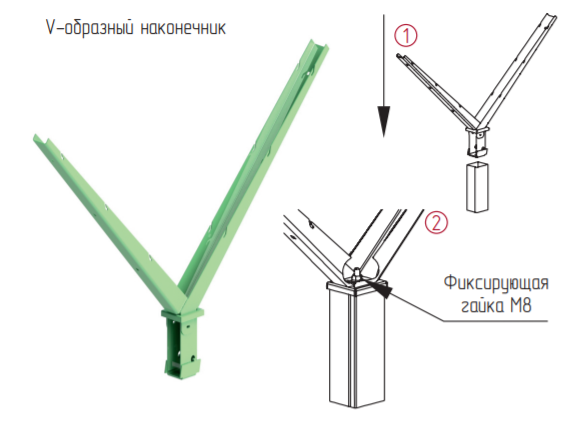 V-образный наконечник
1
2
Фиксирующая
гайка М8